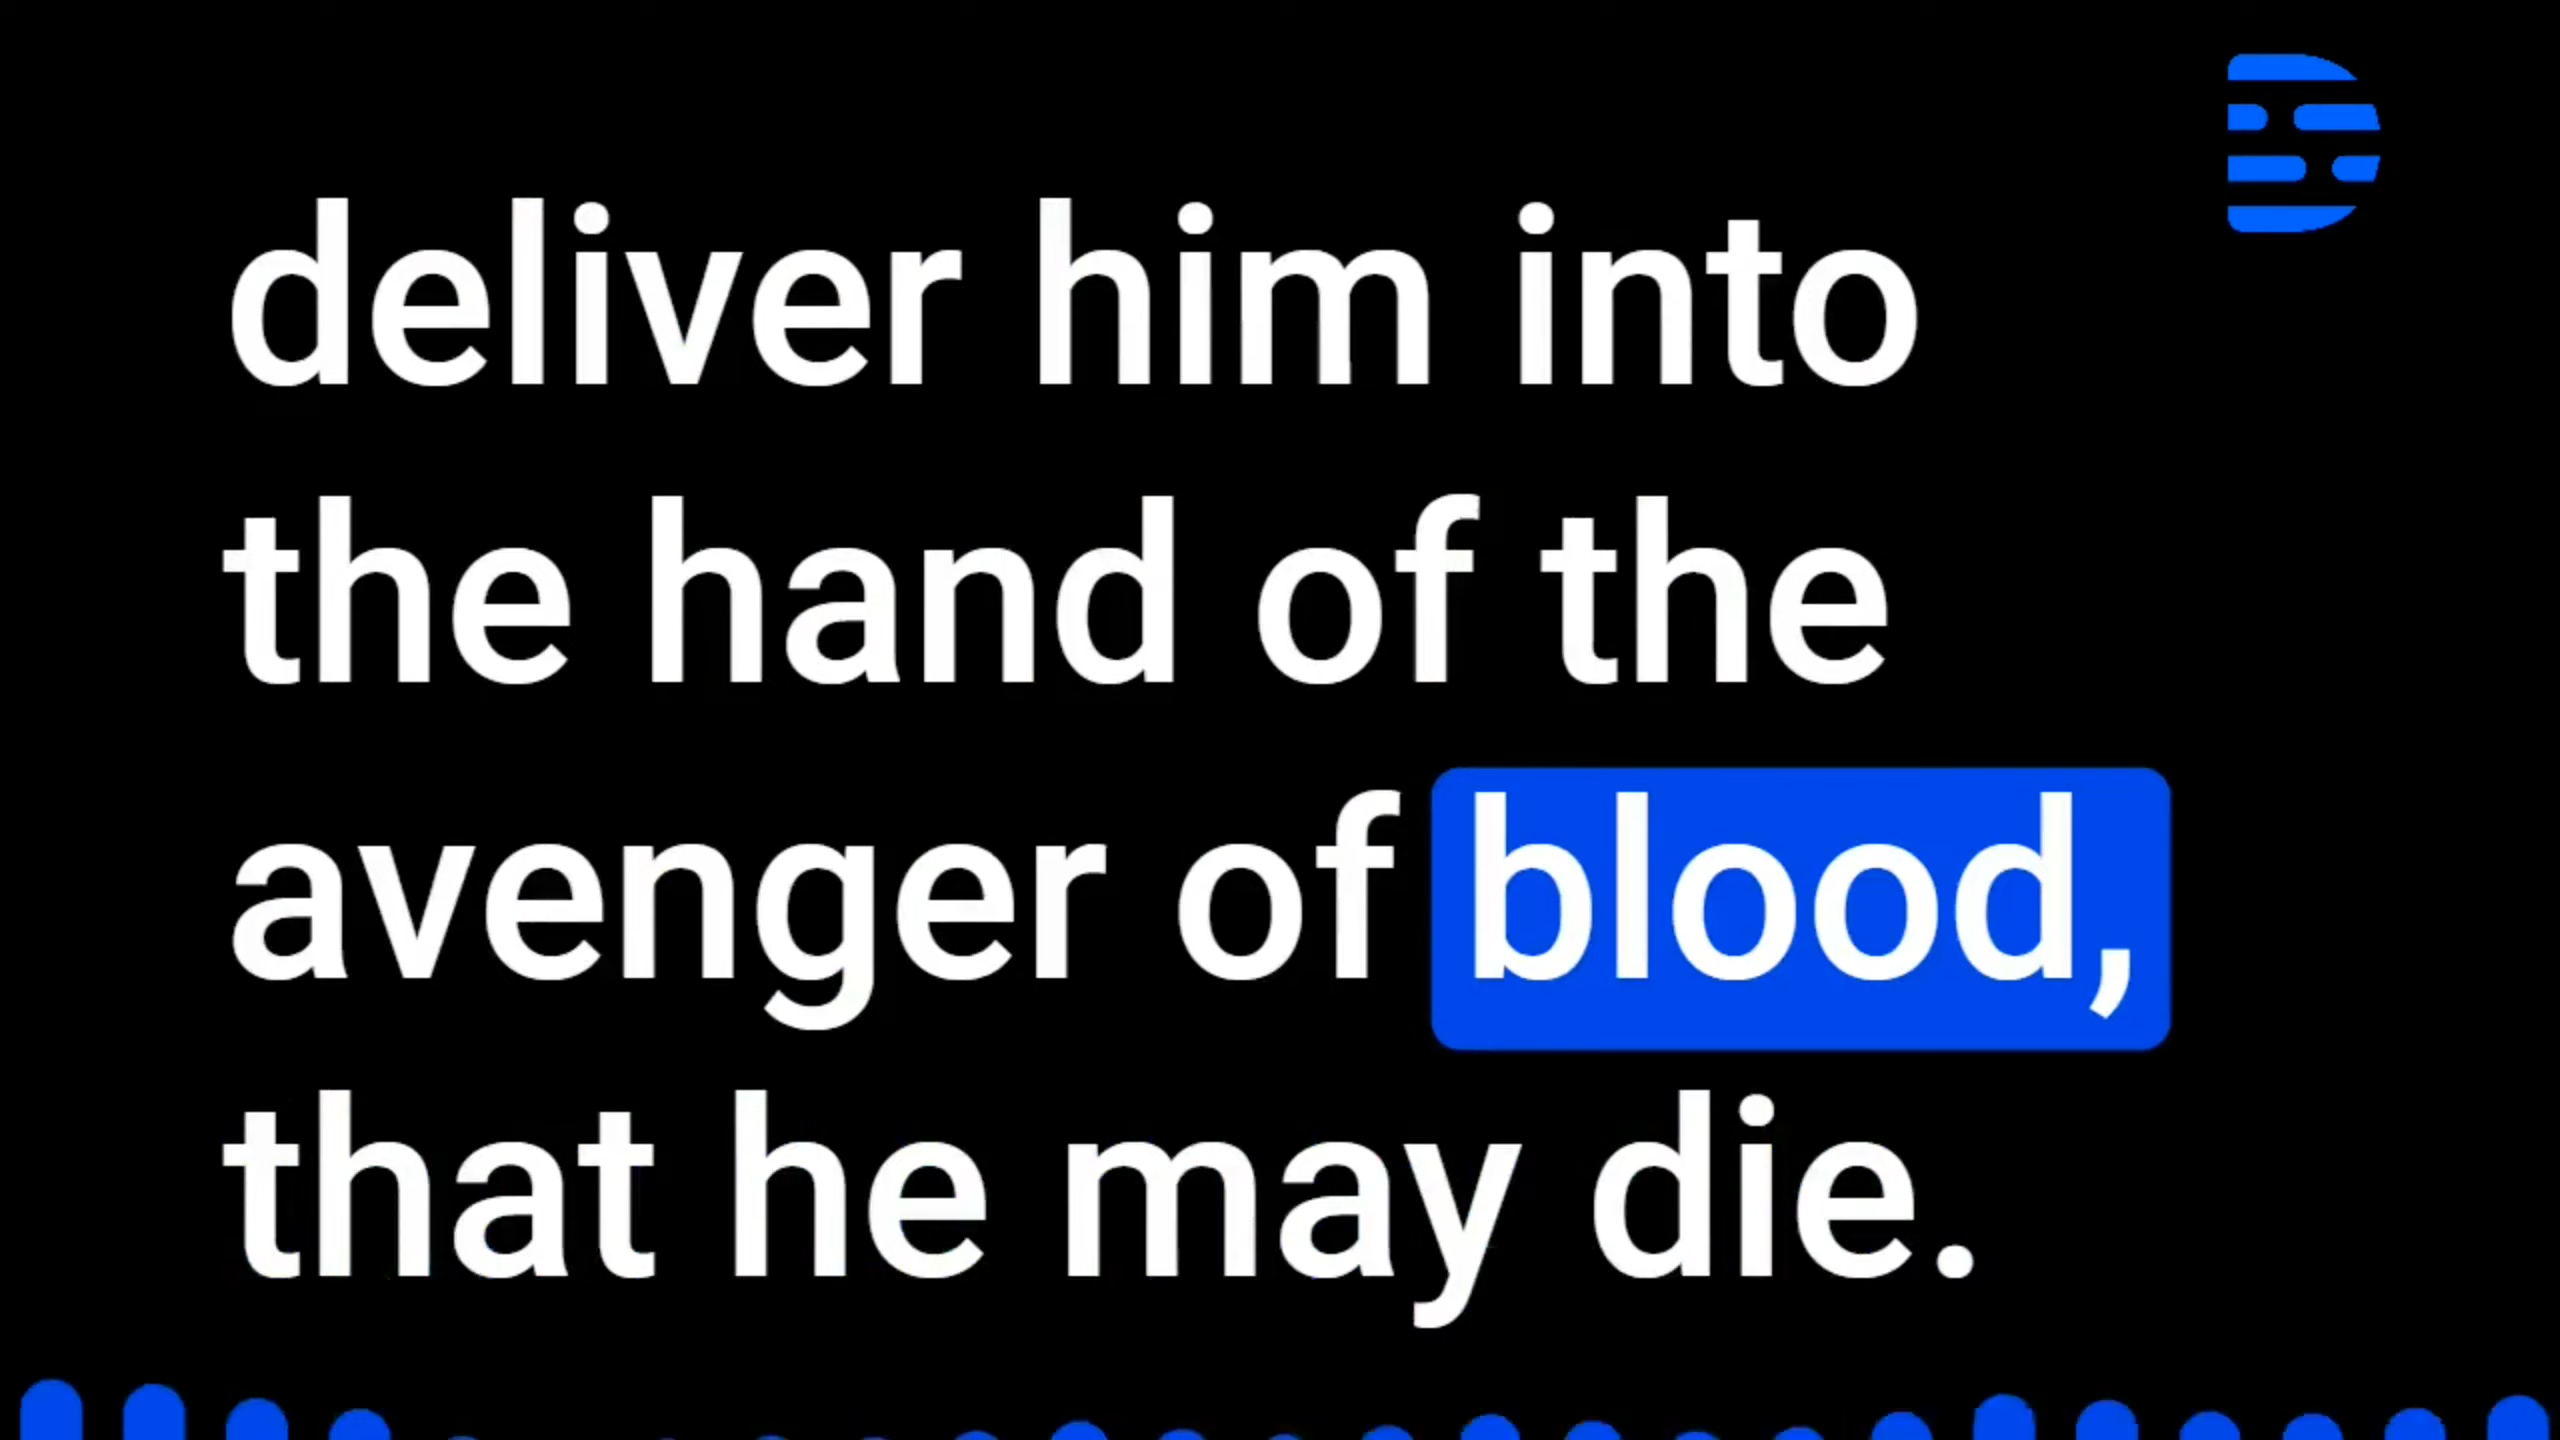 deliver him into
the hand of the
avenger of blood,
that he may die.